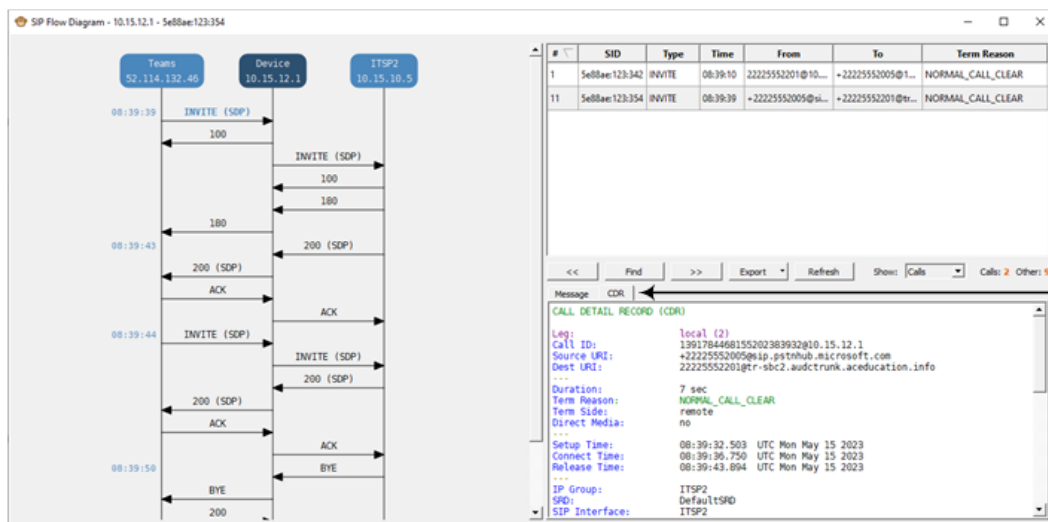 SIP Flow Diagram - 10.15.12.1 - 5e88ae:123:354
Teams
52.114.132.46
Device
10.15.12.1
ITSP2
10.15.10.5
08:39:39
INVITE (SDP)
100
INVITE (SDP)
100
180
180
08:39:43
200 (SDP)
200 (SDP)
ACK
ACK
08:39:44
INVITE (SDP)
INVITE (SDP)
200 (SDP)
200 (SDP)
ACK
ACK
08:39:50
BYE
BYE
200
# SID Type Time From To Term Reason
1 5e88ae:123:342 INVITE 08:39:10 22225552201@10... +22225552005@1... NORMAL_CALL_CLEAR
11 5e88ae:123:354 INVITE 08:39:39 +22225552005@si... +22225552201@tr... NORMAL_CALL_CLEAR
<< Find >> Export Refresh Show: Calls Calls: 2 Other: 9
Message CDR
CALL DETAIL RECORD (CDR)
Leg: local (2)
Call ID: 1391784468155202383932@10.15.12.1
Source URI: +22225552005@sip.pstnhub.microsoft.com
Dest URI: 22225552201@tr-sbc2.audctrunk.aceducation.info
---
Duration: 7 sec
Term Reason: NORMAL_CALL_CLEAR
Term Side: remote
Direct Media: no
---
Setup Time: 08:39:32.503 UTC Mon May 15 2023
Connect Time: 08:39:36.750 UTC Mon May 15 2023
Release Time: 08:39:43.894 UTC Mon May 15 2023
---
IP Group: ITSP2
SRD: DefaultSRD
SIP Interface: ITSP2